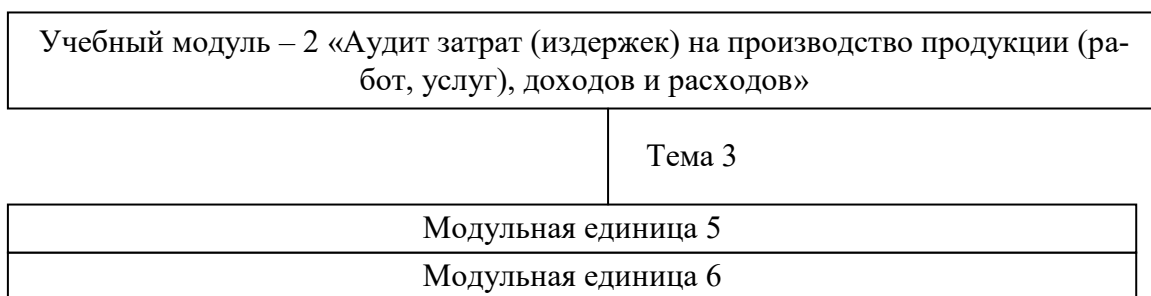 Учебный модуль – 2 «Аудит затрат (издержек) на производство продукции (ра-
бот, услуг), доходов и расходов»
Тема 3
Модульная единица 5
Модульная единица 6